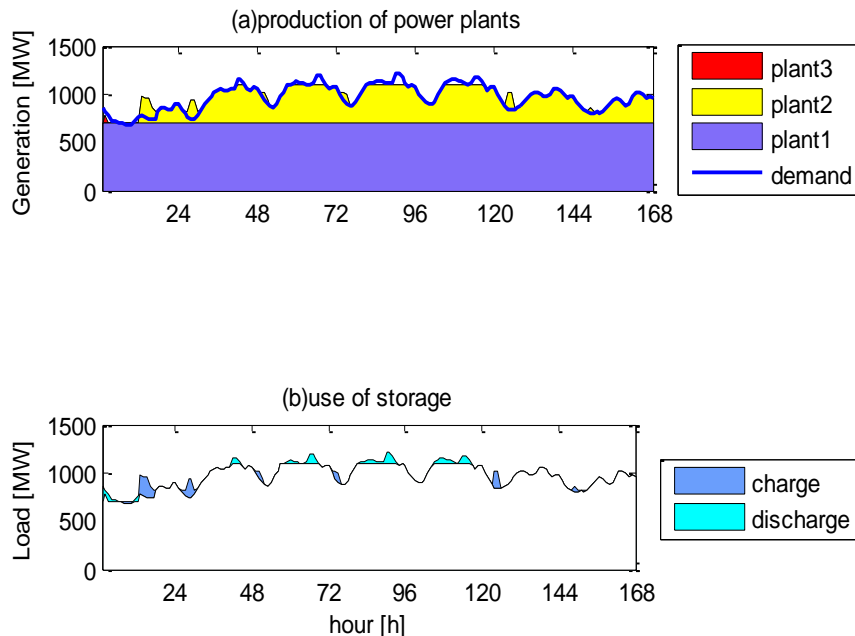 (a)production of power plants
Generation [MW]
1500
1000
500
0
24 48 72 96 120 144 168
plant3
plant2
plant1
demand
(b)use of storage
Load [MW]
1500
1000
500
0
24 48 72 96 120 144 168
hour [h]
charge
discharge